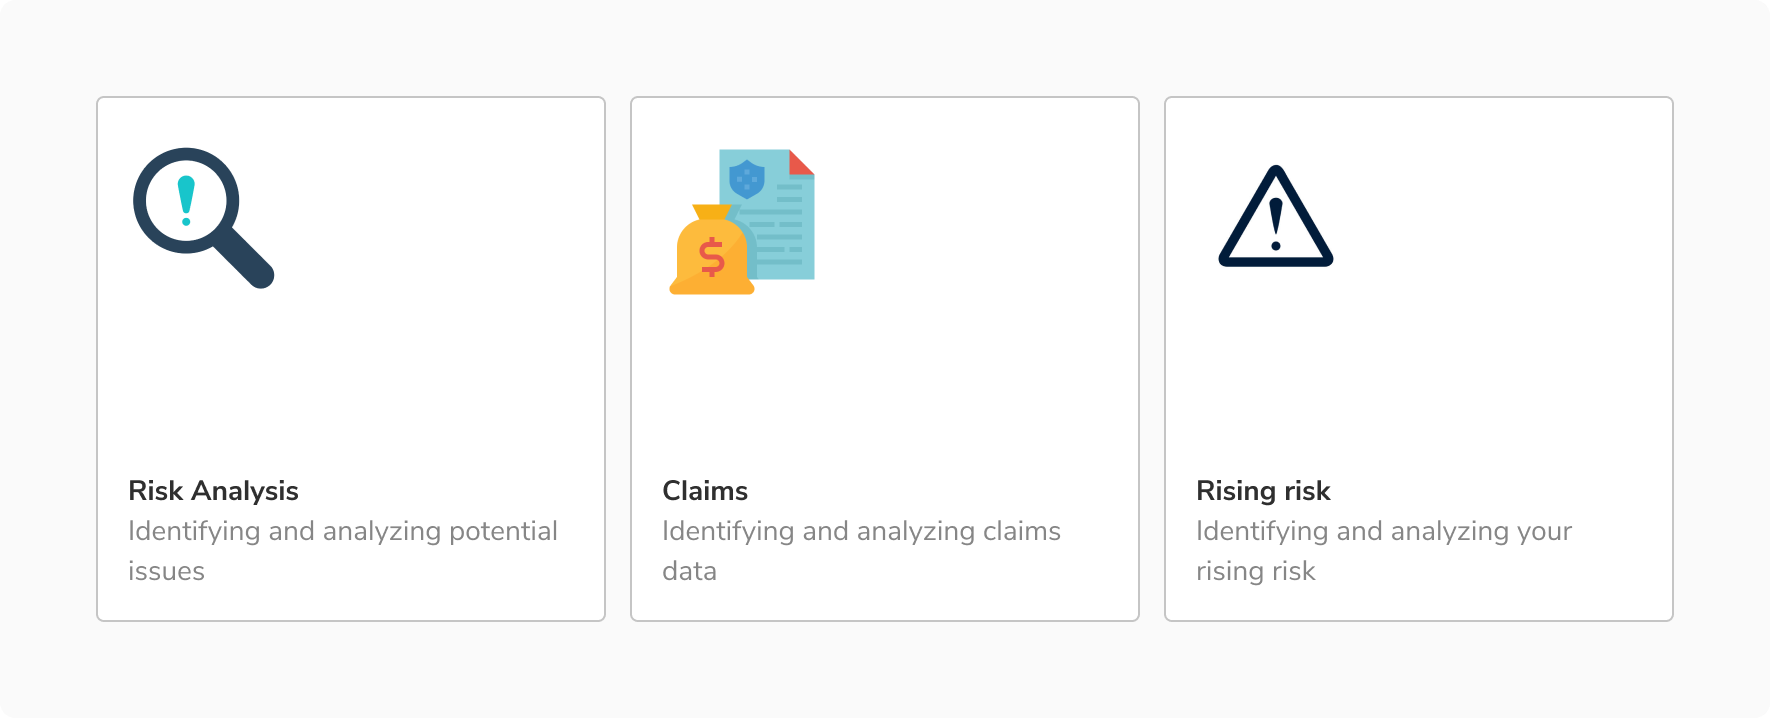 Risk Analysis
Identifying and analyzing potential
issues
Claims
Identifying and analyzing claims
data
Rising risk
Identifying and analyzing your
rising risk